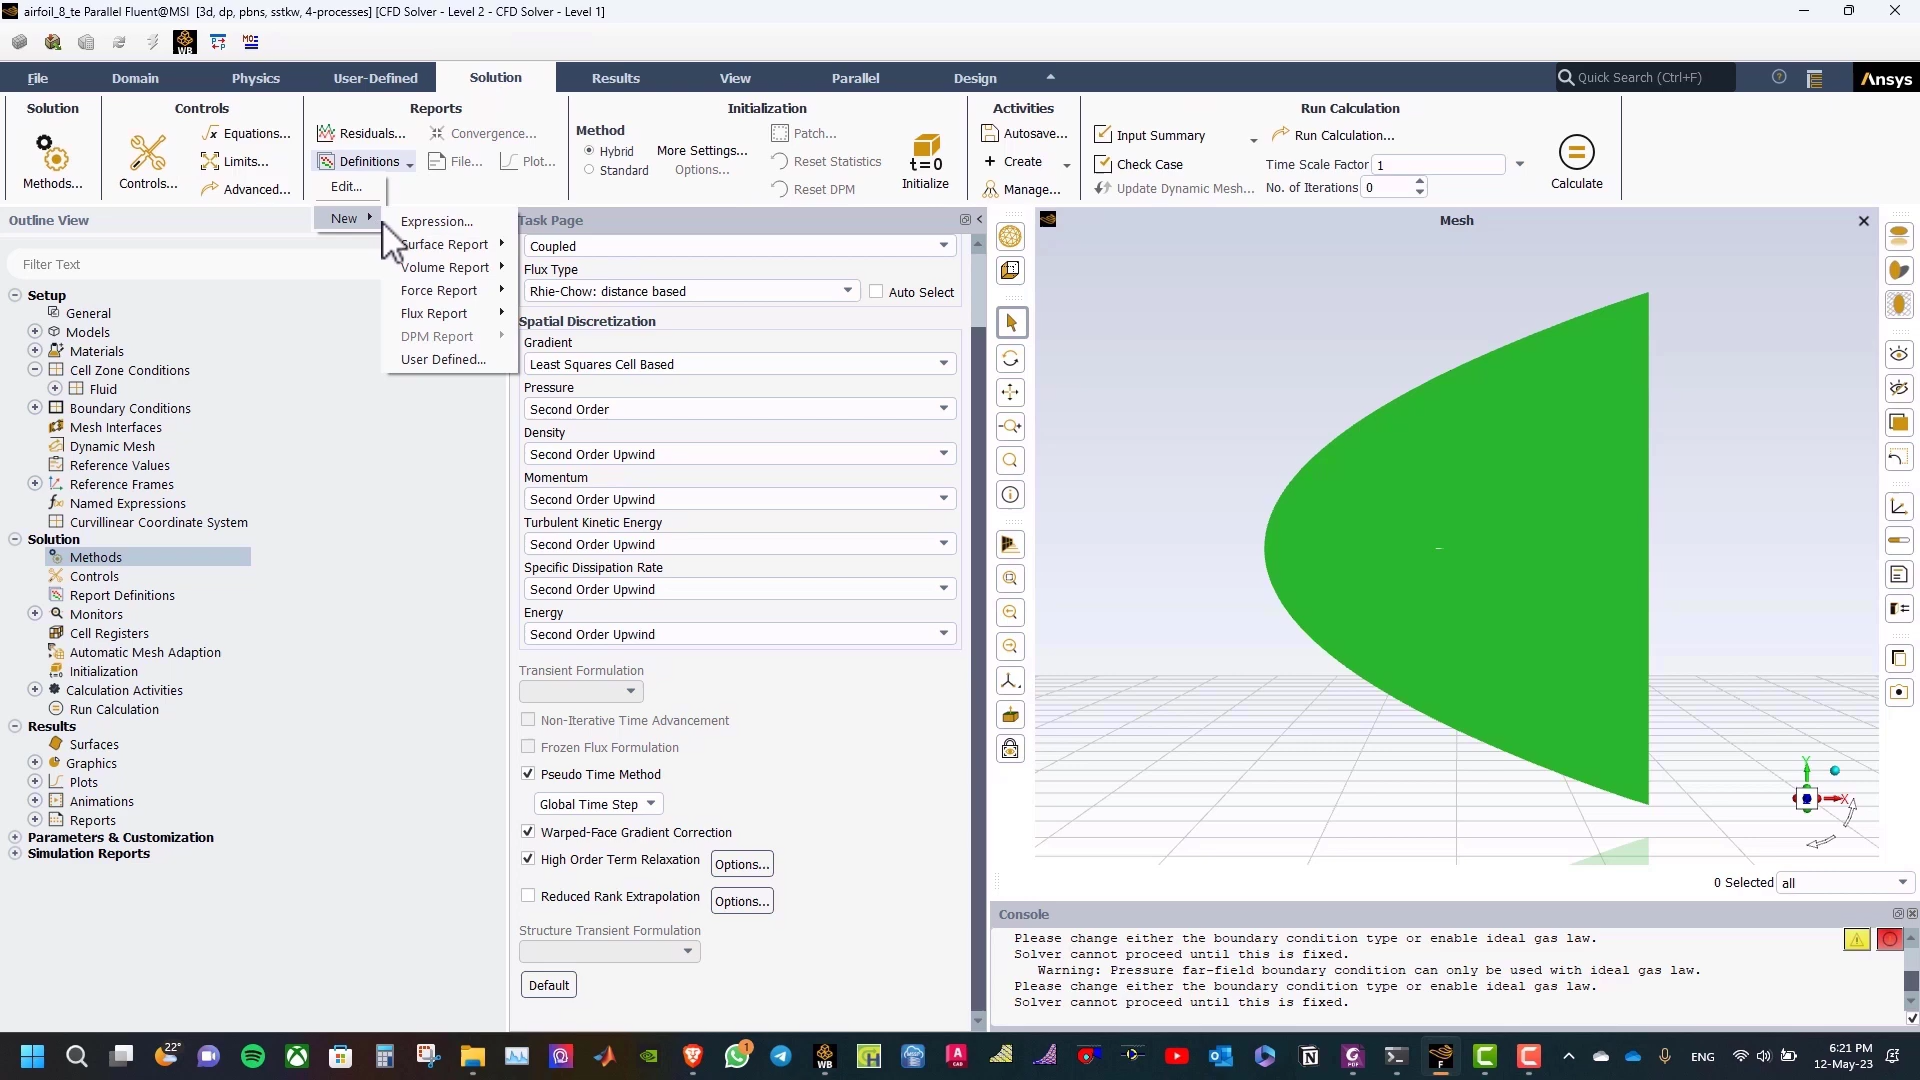 airfoil_8_te Parallel Fluent@MSI [3d, dp, pbns, sstkw, 4-processes] [CFD Solver - Level 2 - CFD Solver - Level 1]
WB
File Domain Physics User-Defined Solution Results View Parallel Design Quick Search (Ctrl+F) Ansys
Solution Controls Reports Initialization Activities Run Calculation
Methods...
Controls...
Equations...
Limits...
Advanced...
Residuals... Convergence...
Definitions File... Plot...
Method
Hybrid
Standard
More Settings...
Options...
Patch...
Reset Statistics
Reset DPM
t=0
Initialize
Autosave...
Create
Manage...
Input Summary
Check Case
Update Dynamic Mesh...
Run Calculation...
Time Scale Factor 1
No. of Iterations 0
Calculate
Edit...
New
Expression...
Surface Report
Volume Report
Force Report
Flux Report
DPM Report
User Defined...
Outline View
Filter Text
Setup
General
Models
Materials
Cell Zone Conditions
Fluid
Boundary Conditions
Mesh Interfaces
Dynamic Mesh
Reference Values
Reference Frames
Named Expressions
Curvillinear Coordinate System
Solution
Methods
Controls
Report Definitions
Monitors
Cell Registers
Automatic Mesh Adaption
Initialization
Calculation Activities
Run Calculation
Results
Surfaces
Graphics
Plots
Animations
Reports
Parameters & Customization
Simulation Reports
Task Page
Coupled
Flux Type
Rhie-Chow: distance based Auto Select
Spatial Discretization
Gradient
Least Squares Cell Based
Pressure
Second Order
Density
Second Order Upwind
Momentum
Second Order Upwind
Turbulent Kinetic Energy
Second Order Upwind
Specific Dissipation Rate
Second Order Upwind
Energy
Second Order Upwind
Transient Formulation
Non-Iterative Time Advancement
Frozen Flux Formulation
Pseudo Time Method
Global Time Step
Warped-Face Gradient Correction
High Order Term Relaxation Options...
Reduced Rank Extrapolation Options...
Structure Transient Formulation
Default
Mesh
Y
X
0 Selected all
Console
Please change either the boundary condition type or enable ideal gas law.
Solver cannot proceed until this is fixed.
Warning: Pressure far-field boundary condition can only be used with ideal gas law.
Please change either the boundary condition type or enable ideal gas law.
Solver cannot proceed until this is fixed.
22°
1
WB
ENG
6:21 PM
12-May-23